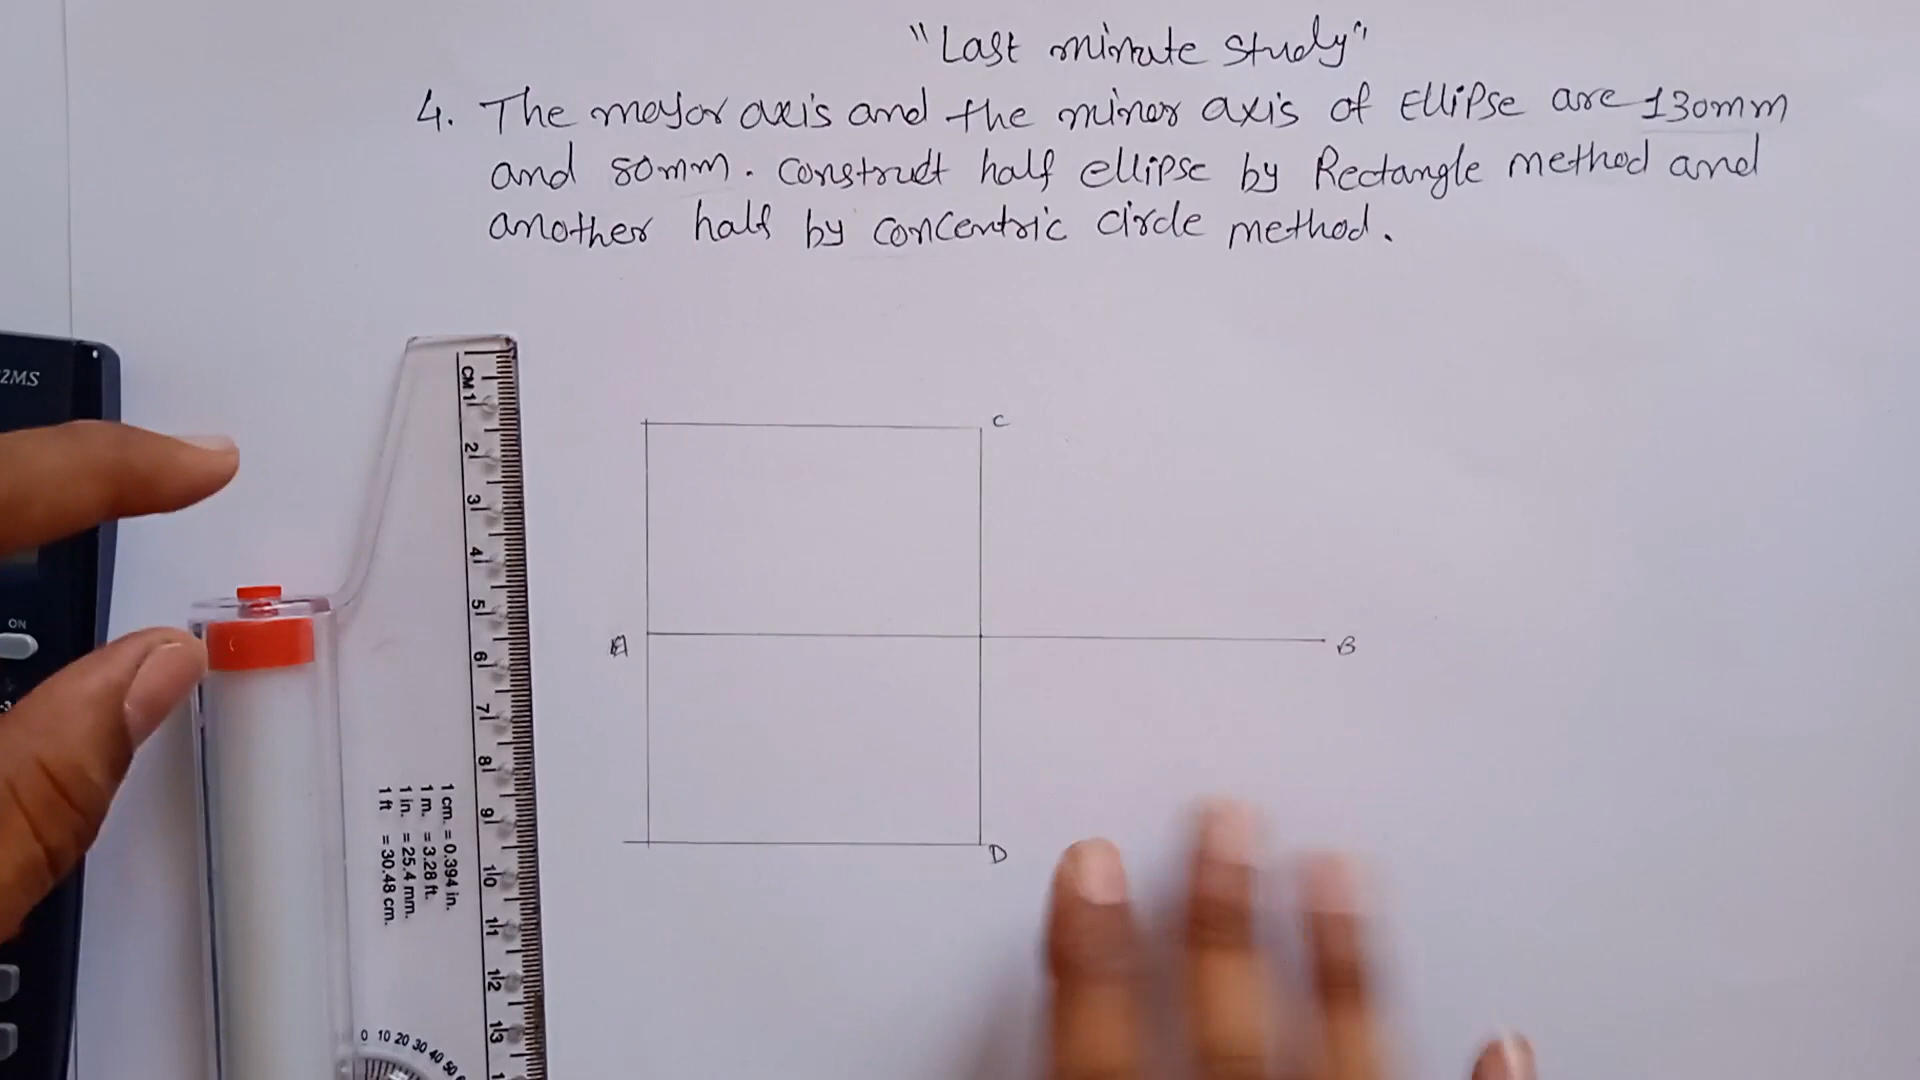 "Last minute study"
4. The major axis and the minor axis of Ellipse are 130mm
and 80mm. construct half ellipse by Rectangle method and
another half by concentric circle method.
2MS
ON
CM 1 2 3 4 5 6 7 8 9 10 11 12 13
1 cm. = 0.394 in.
1 m. = 3.28 ft.
1 in. = 25.4 mm.
1 ft = 30.48 cm.
0 10 20 30 40 50
C
A
B
D